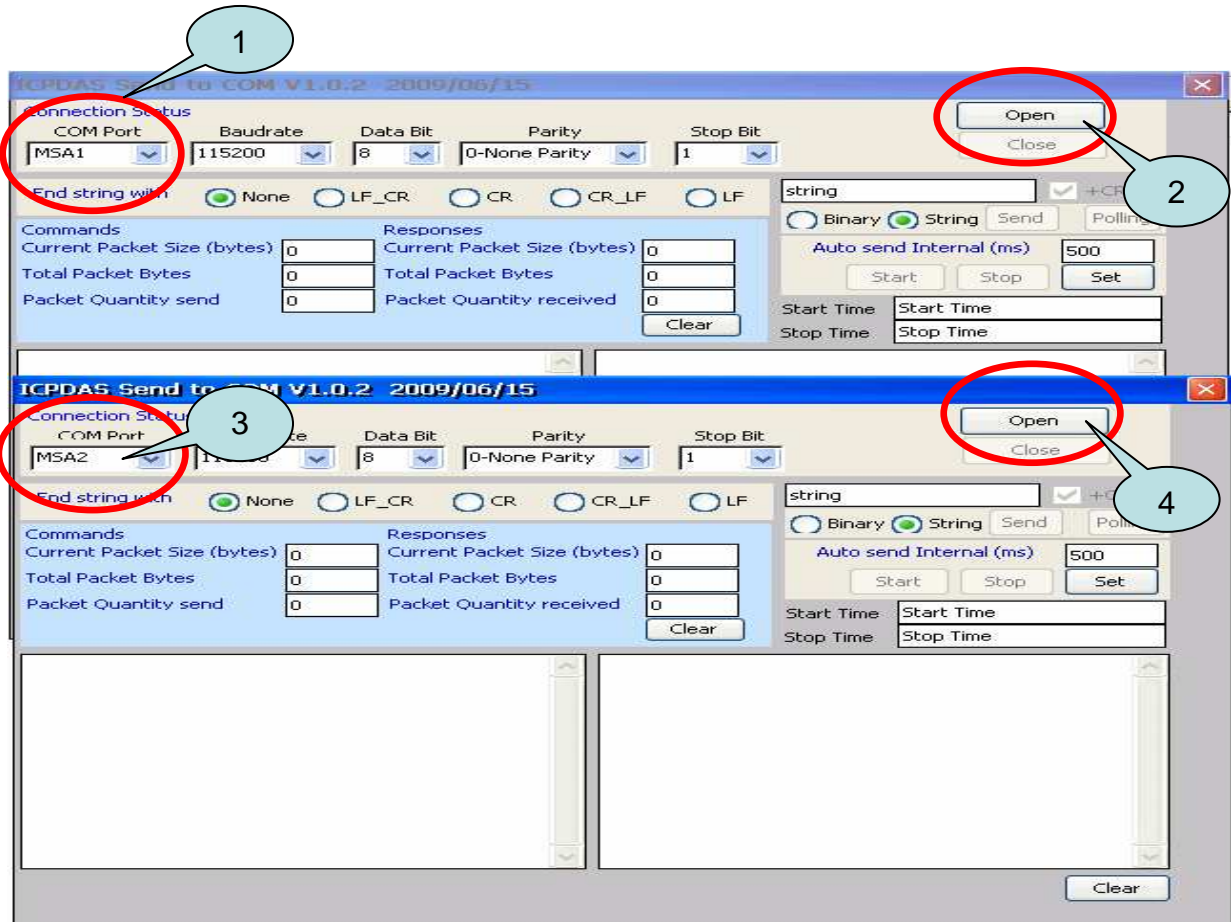 1
ICPDAS Send to COM V1.0.2 2009/06/15
Connection Status
COM Port Baudrate Data Bit Parity Stop Bit
MSA1 115200 8 0-None Parity 1
Open
Close
2
End string with None LF_CR CR CR_LF LF
string
Binary String Send Polling
Commands
Current Packet Size (bytes) 0
Total Packet Bytes 0
Packet Quantity send 0
Responses
Current Packet Size (bytes) 0
Total Packet Bytes 0
Packet Quantity received 0
Clear
Auto send Internal (ms) 500
Start Stop Set
Start Time Start Time
Stop Time Stop Time
ICPDAS Send to COM V1.0.2 2009/06/15
3
Connection
COM Port Data Bit Parity Stop Bit
MSA2 8 0-None Parity 1
Open
Close
4
End string with None LF_CR CR CR_LF LF
string
Binary String Send
Commands
Current Packet Size (bytes) 0
Total Packet Bytes 0
Packet Quantity send 0
Responses
Current Packet Size (bytes) 0
Total Packet Bytes 0
Packet Quantity received 0
Clear
Auto send Internal (ms) 500
Start Stop Set
Start Time Start Time
Stop Time Stop Time
Clear